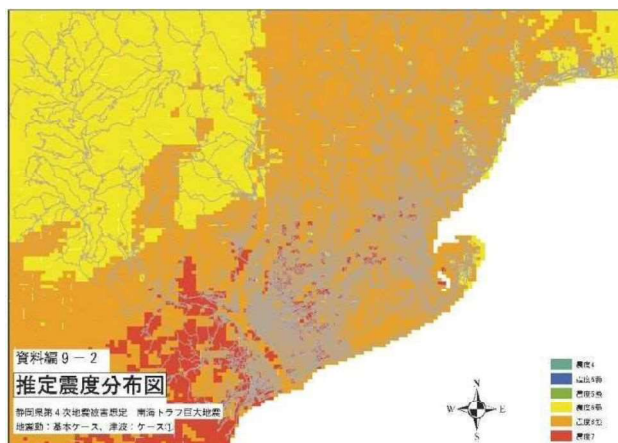 資料編9－2
推定震度分布図
静岡県第4次地震被害想定 南海トラフ巨大地震
地震動：基本ケース、津波：ケース①
N
W E
S
震度4
震度5弱
震度5強
震度6弱
震度6強
震度7